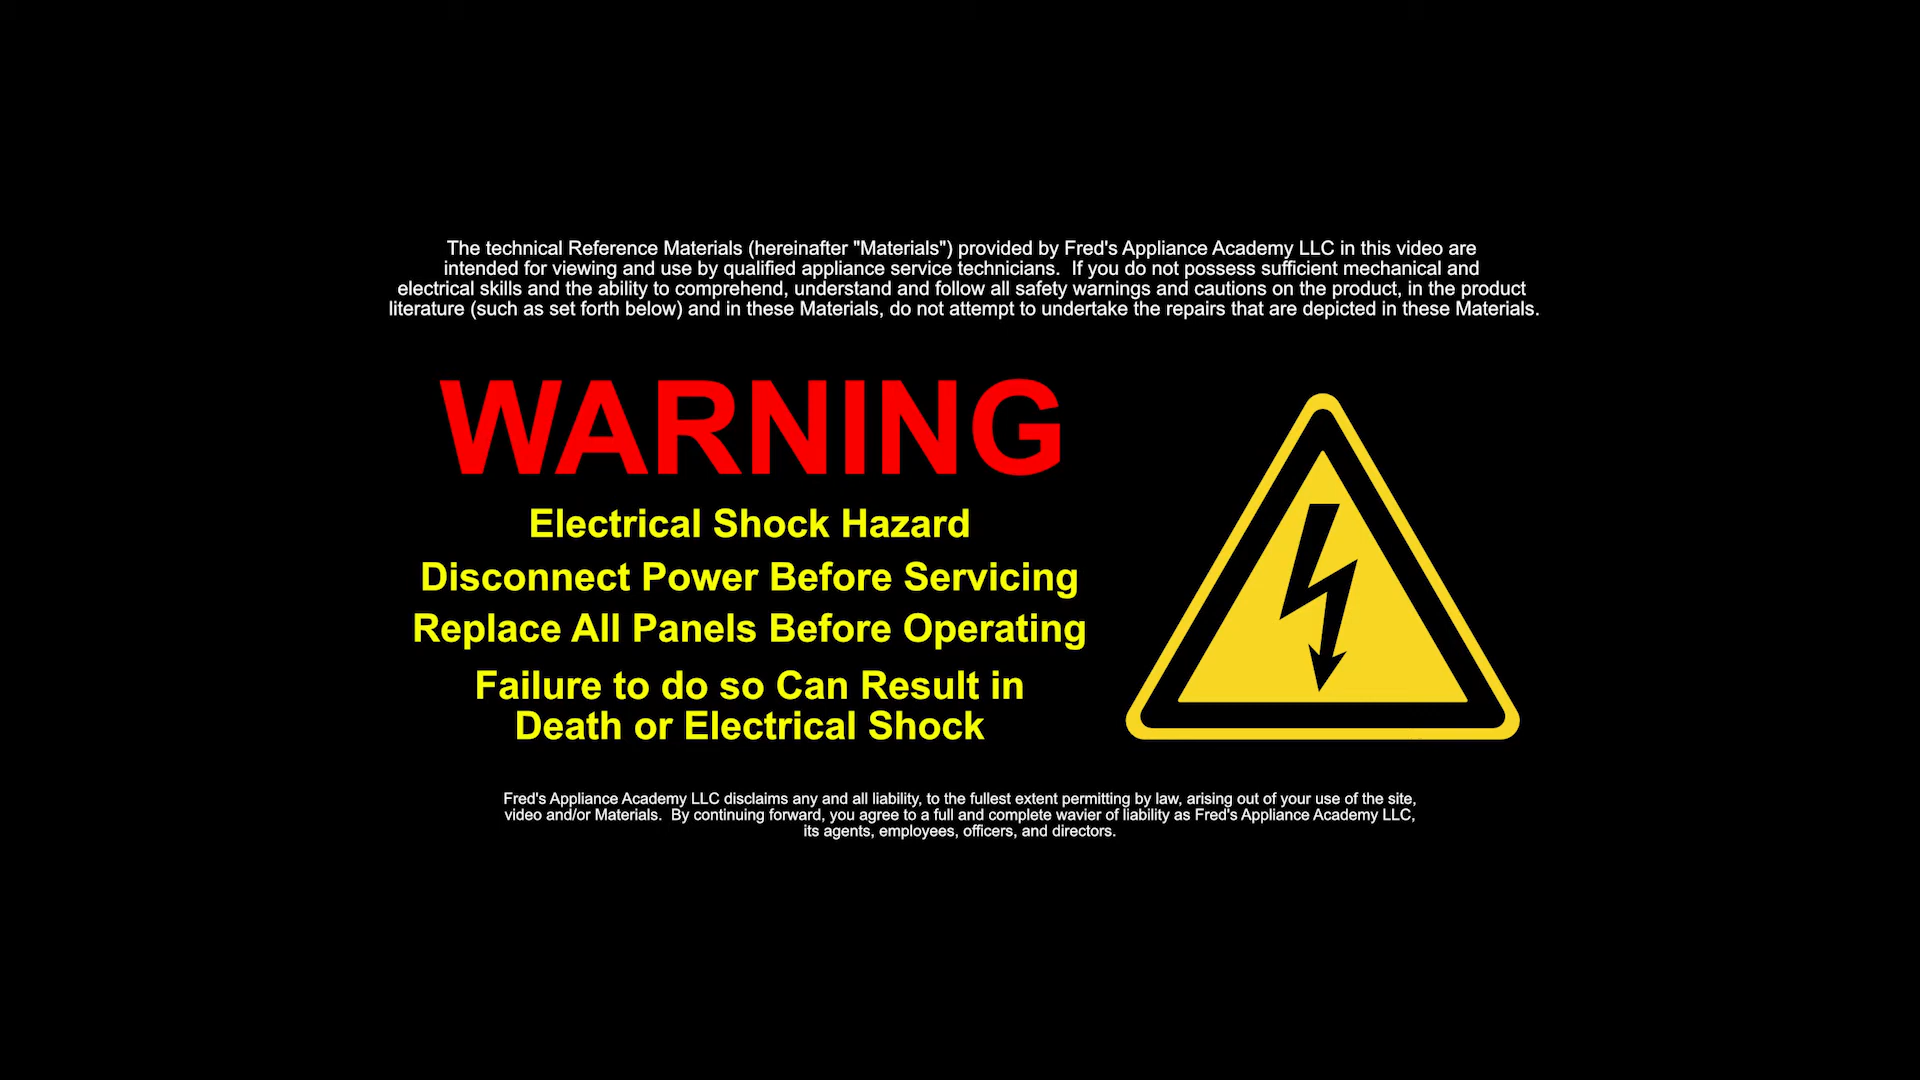 The technical Reference Materials (hereinafter "Materials") provided by Fred's Appliance Academy LLC in this video are
intended for viewing and use by qualified appliance service technicians.  If you do not possess sufficient mechanical and
electrical skills and the ability to comprehend, understand and follow all safety warnings and cautions on the product, in the product
literature (such as set forth below) and in these Materials, do not attempt to undertake the repairs that are depicted in these Materials.
WARNING
Electrical Shock Hazard
Disconnect Power Before Servicing
Replace All Panels Before Operating
Failure to do so Can Result in
Death or Electrical Shock
Fred's Appliance Academy LLC disclaims any and all liability, to the fullest extent permitting by law, arising out of your use of the site,
video and/or Materials.  By continuing forward, you agree to a full and complete wavier of liability as Fred's Appliance Academy LLC,
its agents, employees, officers, and directors.